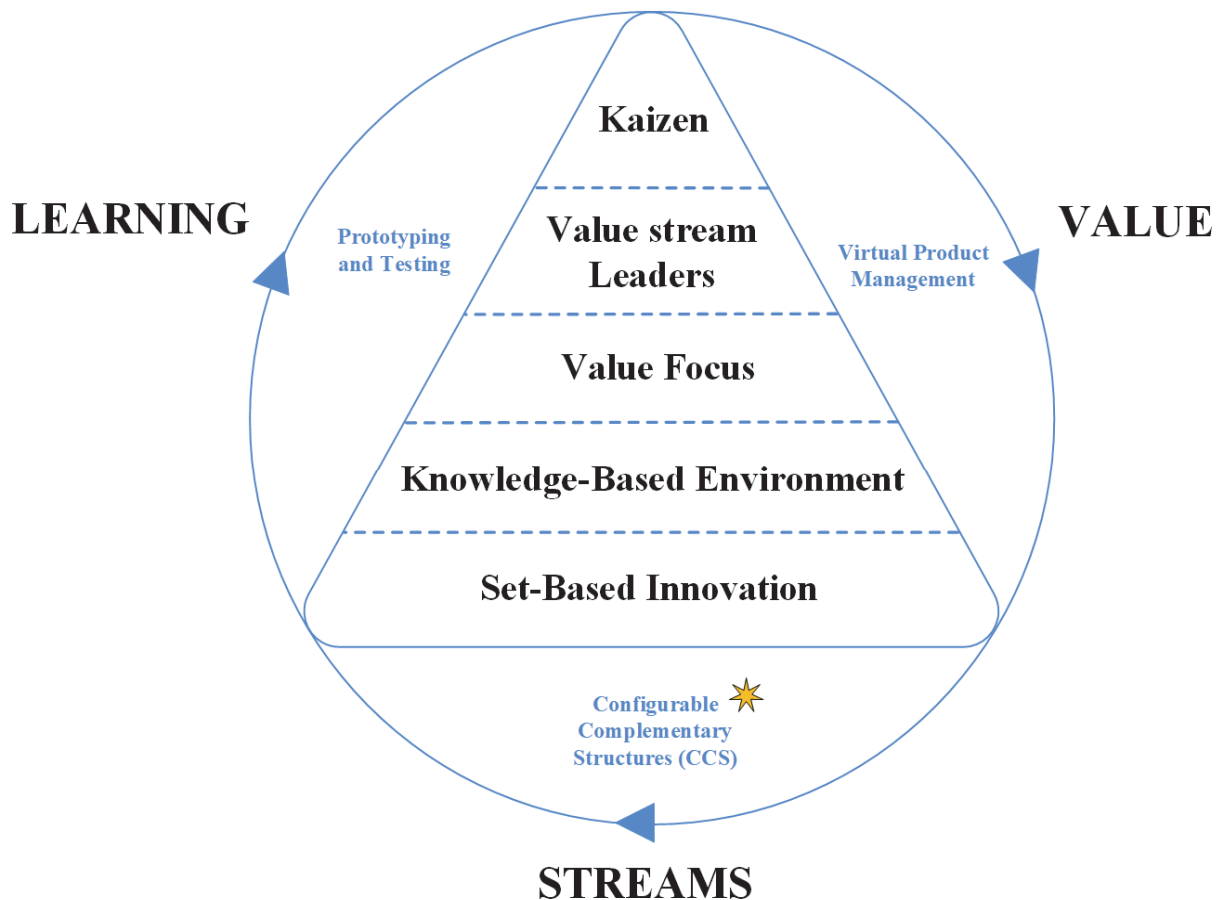 Kaizen
LEARNING
VALUE
Prototyping
and Testing
Value stream
Leaders
Virtual Product
Management
Value Focus
Knowledge-Based Environment
Set-Based Innovation
Configurable
Complementary
Structures (CCS)
STREAMS